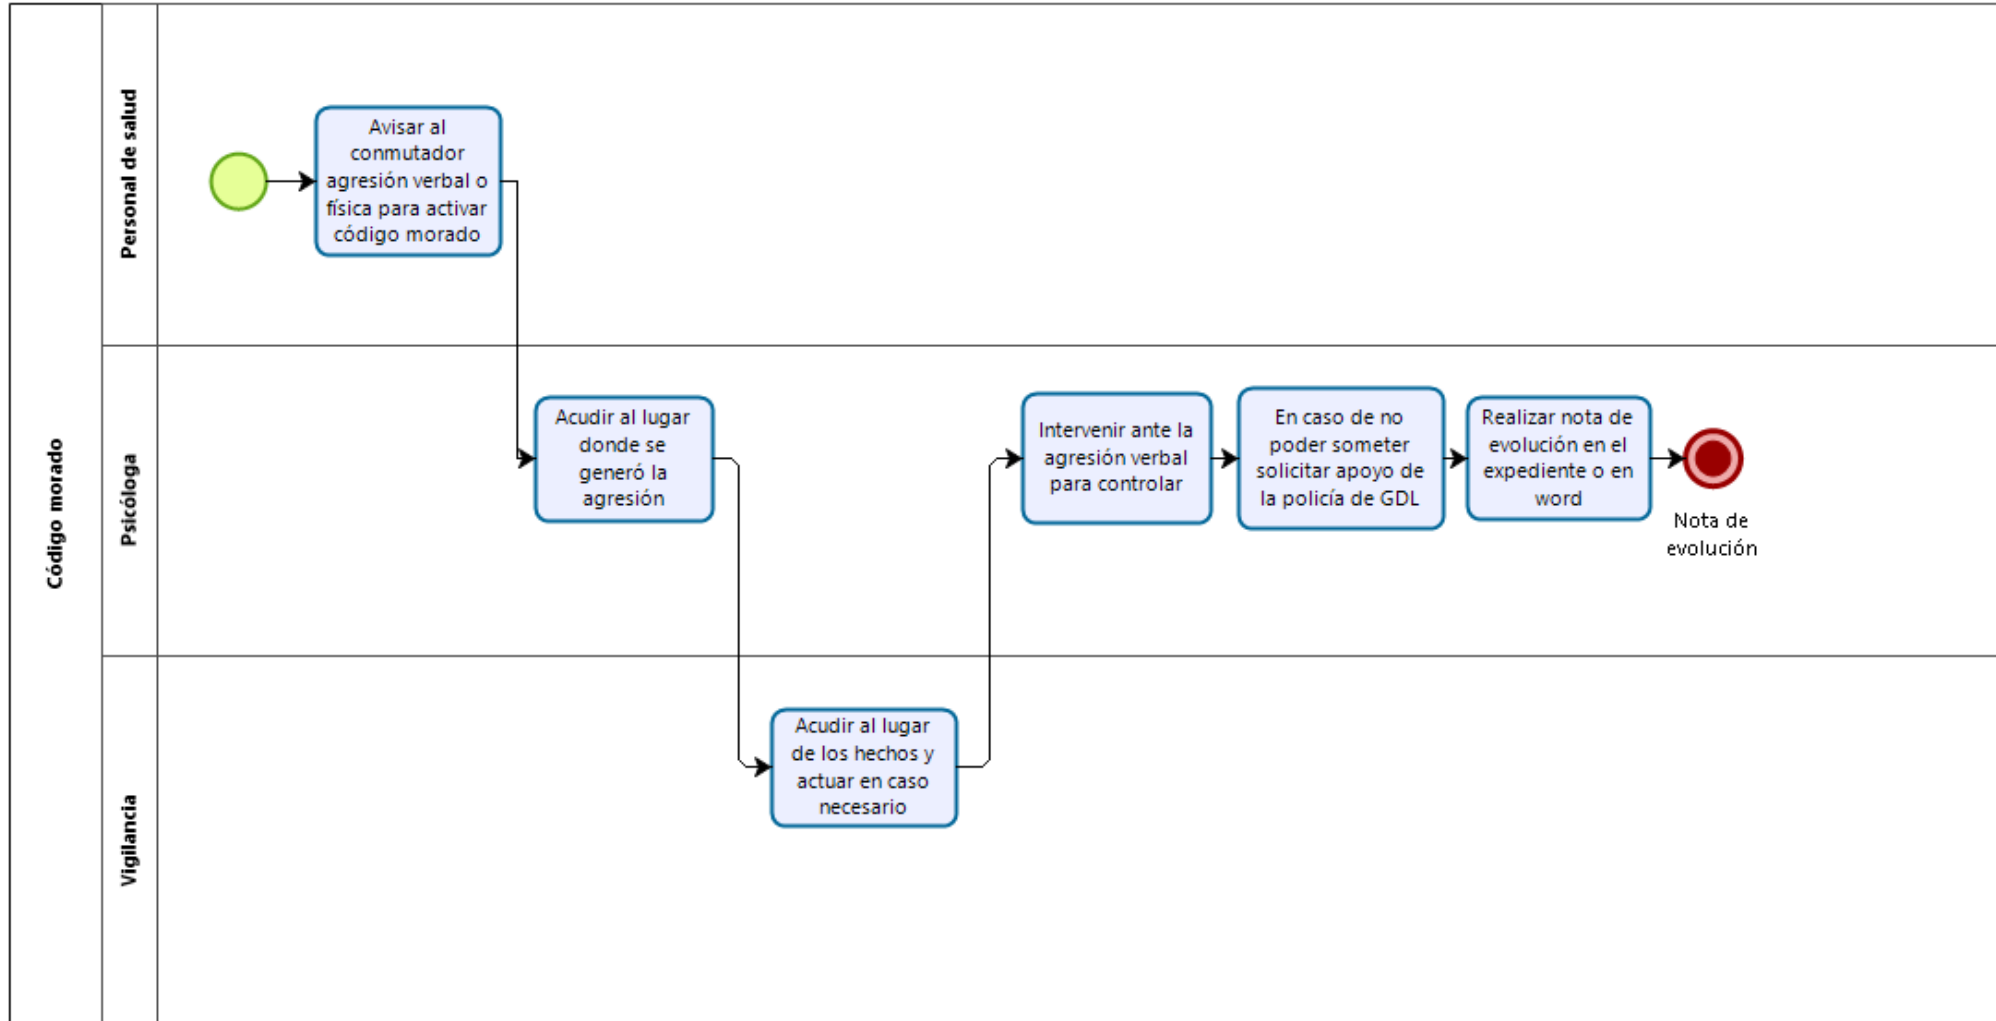 Código morado
Personal de salud
Avisar al
conmutador
agresión verbal o
física para activar
código morado
Psicóloga
Acudir al lugar
donde se
generó la
agresión
Intervenir ante la
agresión verbal
para controlar
En caso de no
poder someter
solicitar apoyo de
la policía de GDL
Realizar nota de
evolución en el
expediente o en
word
Nota de
evolución
Vigilancia
Acudir al lugar
de los hechos y
actuar en caso
necesario